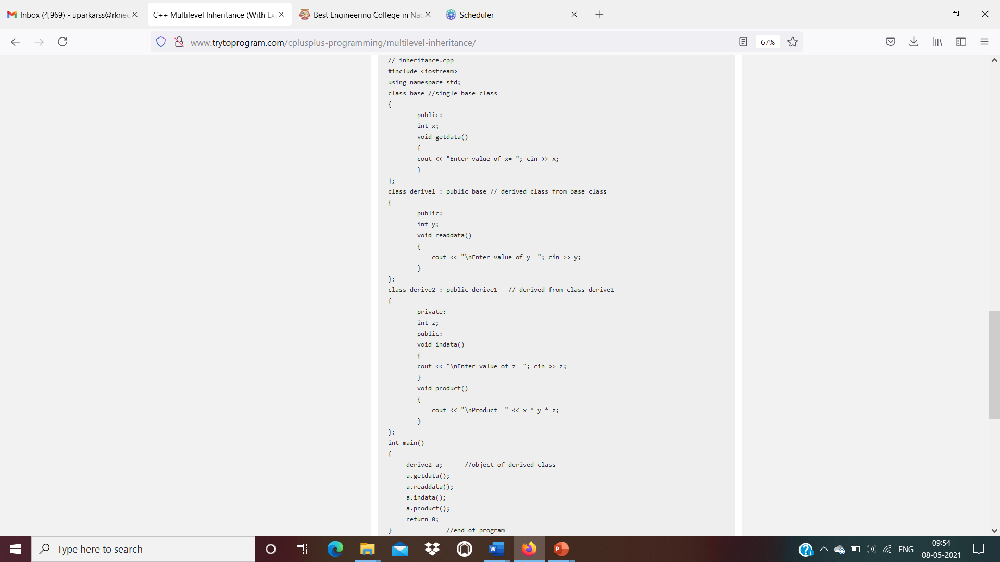 Inbox (4,969) - uparkarss@rknec
C++ Multilevel Inheritance (With Exa
Best Engineering College in Nag
Scheduler
www.trytoprogram.com/cplusplus-programming/multilevel-inheritance/
67%
// inheritance.cpp
#include <iostream>
using namespace std;
class base //single base class
{
public:
int x;
void getdata()
{
cout << "Enter value of x= "; cin >> x;
}
};
class derive1 : public base // derived class from base class
{
public:
int y;
void readdata()
{
cout << "\nEnter value of y= "; cin >> y;
}
};
class derive2 : public derive1 // derived from class derive1
{
private:
int z;
public:
void indata()
{
cout << "\nEnter value of z= "; cin >> z;
}
void product()
{
cout << "\nProduct= " << x * y * z;
}
};
int main()
{
derive2 a; //object of derived class
a.getdata();
a.readdata();
a.indata();
a.product();
return 0;
} //end of program
Type here to search
ENG
09:54
08-05-2021